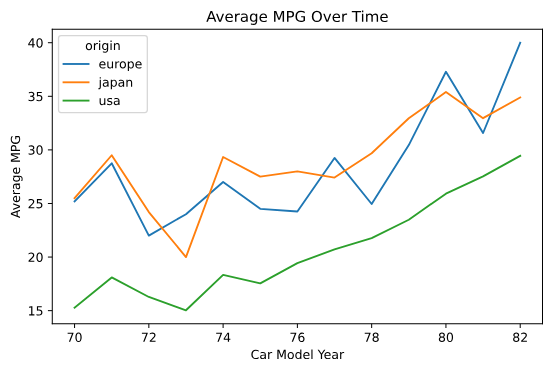 Average MPG Over Time
origin
europe
japan
usa
Average MPG
40
35
30
25
20
15
70 72 74 76 78 80 82
Car Model Year